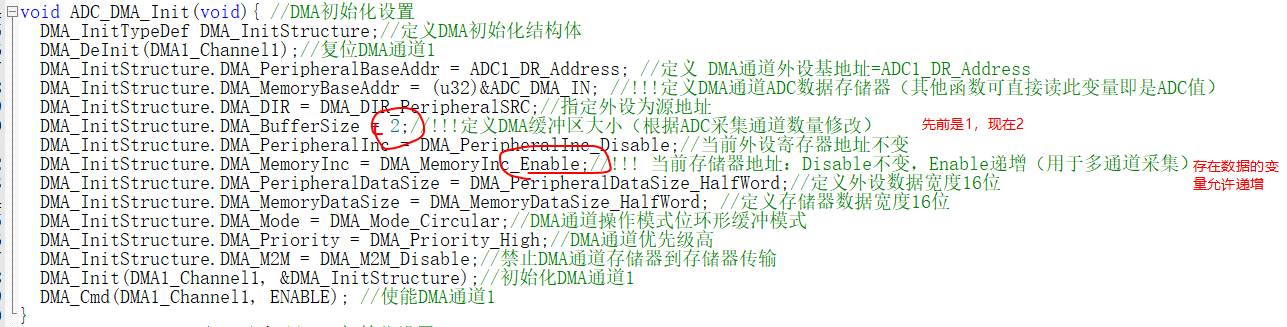 void ADC_DMA_Init(void){ //DMA初始化设置
DMA_InitTypeDef DMA_InitStructure;//定义DMA初始化结构体
DMA_DeInit(DMA1_Channel1);//复位DMA通道1
DMA_InitStructure.DMA_PeripheralBaseAddr = ADC1_DR_Address; //定义 DMA通道外设基地址=ADC1_DR_Address
DMA_InitStructure.DMA_MemoryBaseAddr = (u32)&ADC_DMA_IN; //!!!定义DMA通道ADC数据存储器（其他函数可直接读此变量即是ADC值）
DMA_InitStructure.DMA_DIR = DMA_DIR_PeripheralSRC;//指定外设为源地址
DMA_InitStructure.DMA_BufferSize = 2;//!!!定义DMA缓冲区大小（根据ADC采集通道数量修改） 先前是1，现在2
DMA_InitStructure.DMA_PeripheralInc = DMA_PeripheralInc_Disable;//当前外设寄存器地址不变
DMA_InitStructure.DMA_MemoryInc = DMA_MemoryInc_Enable;//!!! 当前存储器地址：Disable不变，Enable递增（用于多通道采集） 存在数据的变
DMA_InitStructure.DMA_PeripheralDataSize = DMA_PeripheralDataSize_HalfWord;//定义外设数据宽度16位 量允许递增
DMA_InitStructure.DMA_MemoryDataSize = DMA_MemoryDataSize_HalfWord; //定义存储器数据宽度16位
DMA_InitStructure.DMA_Mode = DMA_Mode_Circular;//DMA通道操作模式位环形缓冲模式
DMA_InitStructure.DMA_Priority = DMA_Priority_High;//DMA通道优先级高
DMA_InitStructure.DMA_M2M = DMA_M2M_Disable;//禁止DMA通道存储器到存储器传输
DMA_Init(DMA1_Channel1, &DMA_InitStructure);//初始化DMA通道1
DMA_Cmd(DMA1_Channel1, ENABLE); //使能DMA通道1
}